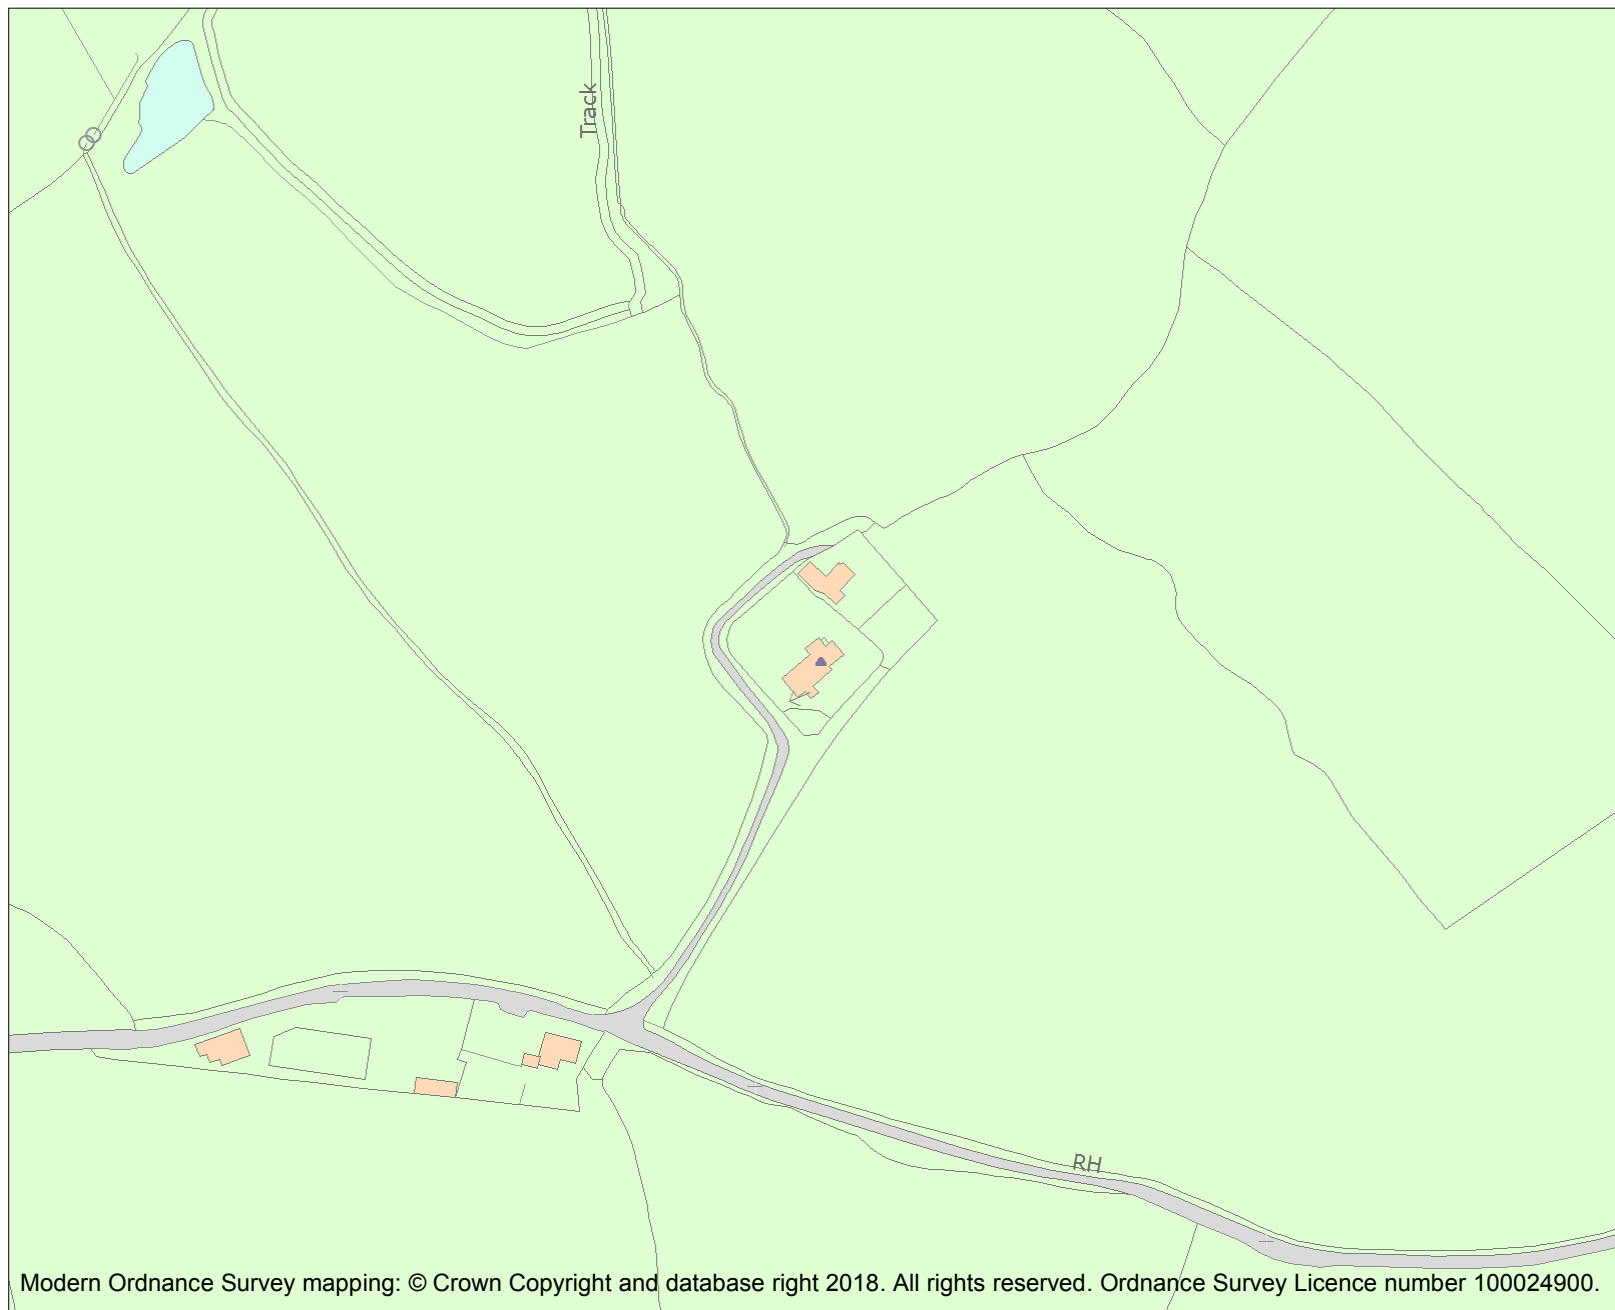 Track
RH
Modern Ordnance Survey mapping: © Crown Copyright and database right 2018. All rights reserved. Ordnance Survey Licence number 100024900.